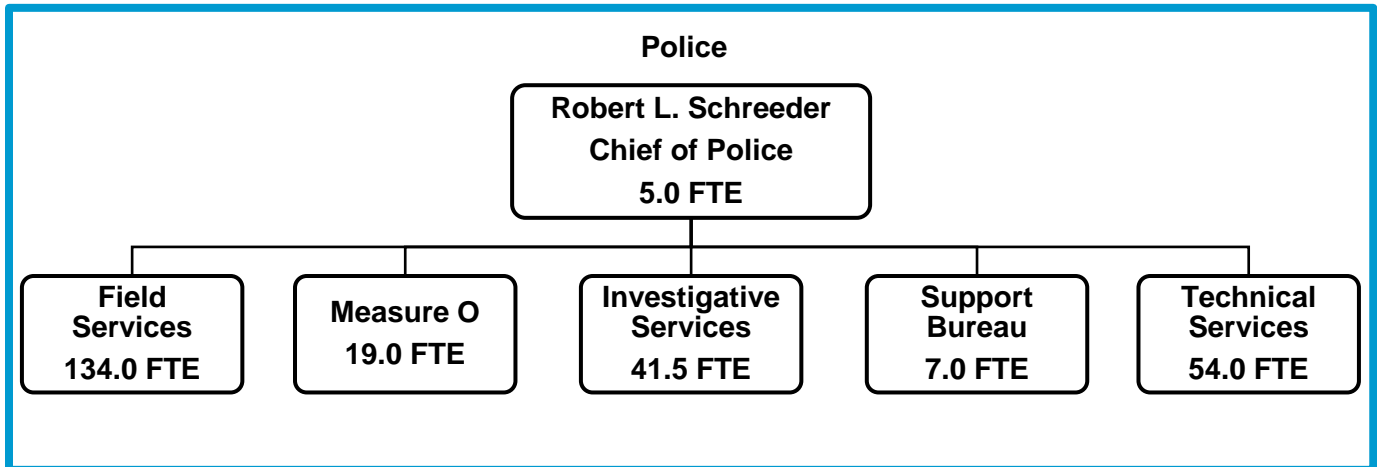 Police
Robert L. Schreeder
Chief of Police
5.0 FTE
Field
Services
134.0 FTE
Measure O
19.0 FTE
Investigative
Services
41.5 FTE
Support
Bureau
7.0 FTE
Technical
Services
54.0 FTE